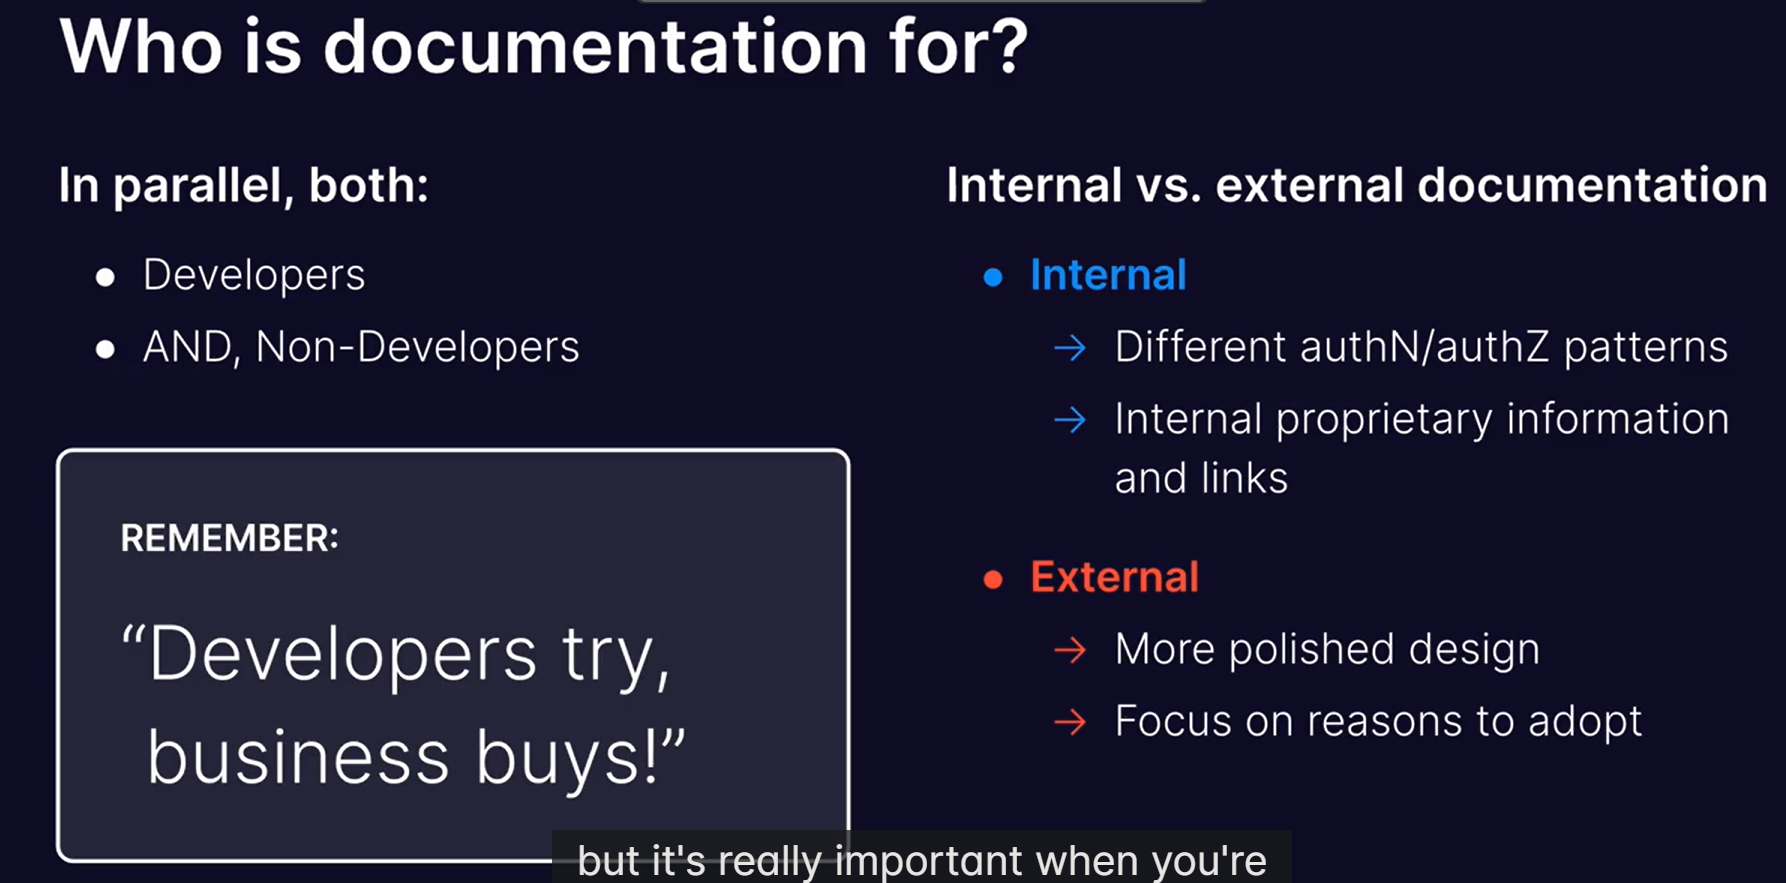 Who is documentation for?
In parallel, both:
● Developers
● AND, Non-Developers
REMEMBER:
“Developers try,
business buys!”
Internal vs. external documentation
● Internal
→ Different authN/authZ patterns
→ Internal proprietary information
and links
● External
→ More polished design
→ Focus on reasons to adopt
but it's really important when you're